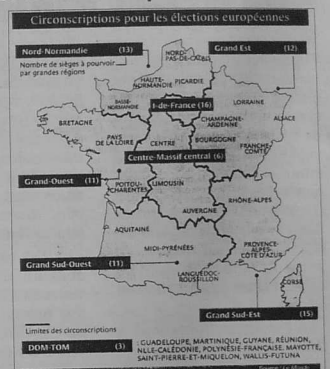 Circonscriptions pour les élections européennes
Nord-Normandie (13)
Nombre de sièges à pourvoir
par grandes régions
Grand Est (12)
NORD-
PAS-DE-CALAIS
HAUTE-
NORMANDIE
PICARDIE
BASSE-
NORMANDIE
I-de-France (16)
LORRAINE
CHAMPAGNE-
ARDENNE
ALSACE
BRETAGNE
PAYS
DE LA LOIRE
CENTRE
BOURGOGNE
FRANCHE-
COMTÉ
Centre-Massif central (6)
Grand-Ouest (11)
POITOU-
CHARENTES
LIMOUSIN
RHÔNE-ALPES
AUVERGNE
AQUITAINE
MIDI-PYRÉNÉES
PROVENCE-
ALPES-
CÔTE D'AZUR
Grand Sud-Ouest (11)
LANGUEDOC-
ROUSSILLON
CORSE
Grand Sud-Est (15)
Limites des circonscriptions
DOM-TOM (3)
: GUADELOUPE, MARTINIQUE, GUYANE, RÉUNION,
NLLE-CALÉDONIE, POLYNÉSIE-FRANÇAISE, MAYOTTE,
SAINT-PIERRE-ET-MIQUELON, WALLIS-FUTUNA
Source : Le Monde